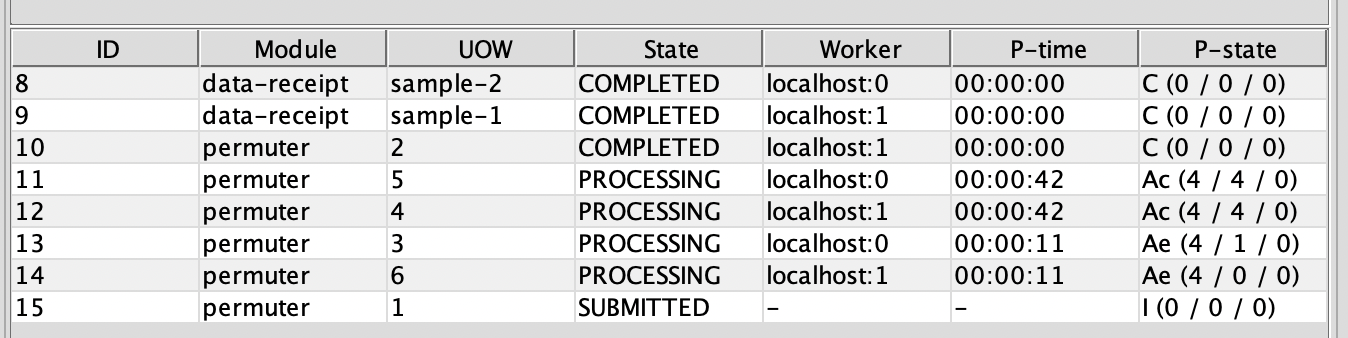 ID Module UOW State Worker P-time P-state
8 data-receipt sample-2 COMPLETED localhost:0 00:00:00 C (0 / 0 / 0)
9 data-receipt sample-1 COMPLETED localhost:1 00:00:00 C (0 / 0 / 0)
10 permuter 2 COMPLETED localhost:1 00:00:00 C (0 / 0 / 0)
11 permuter 5 PROCESSING localhost:0 00:00:42 Ac (4 / 4 / 0)
12 permuter 4 PROCESSING localhost:1 00:00:42 Ac (4 / 4 / 0)
13 permuter 3 PROCESSING localhost:0 00:00:11 Ae (4 / 1 / 0)
14 permuter 6 PROCESSING localhost:1 00:00:11 Ae (4 / 0 / 0)
15 permuter 1 SUBMITTED - - I (0 / 0 / 0)